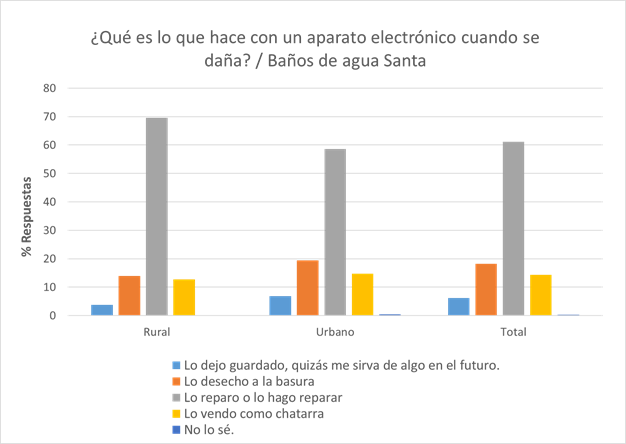 ¿Qué es lo que hace con un aparato electrónico cuando se
daña? / Baños de agua Santa
% Respuestas
80
70
60
50
40
30
20
10
0
Rural Urbano Total
Lo dejo guardado, quizás me sirva de algo en el futuro.
Lo desecho a la basura
Lo reparo o lo hago reparar
Lo vendo como chatarra
No lo sé.